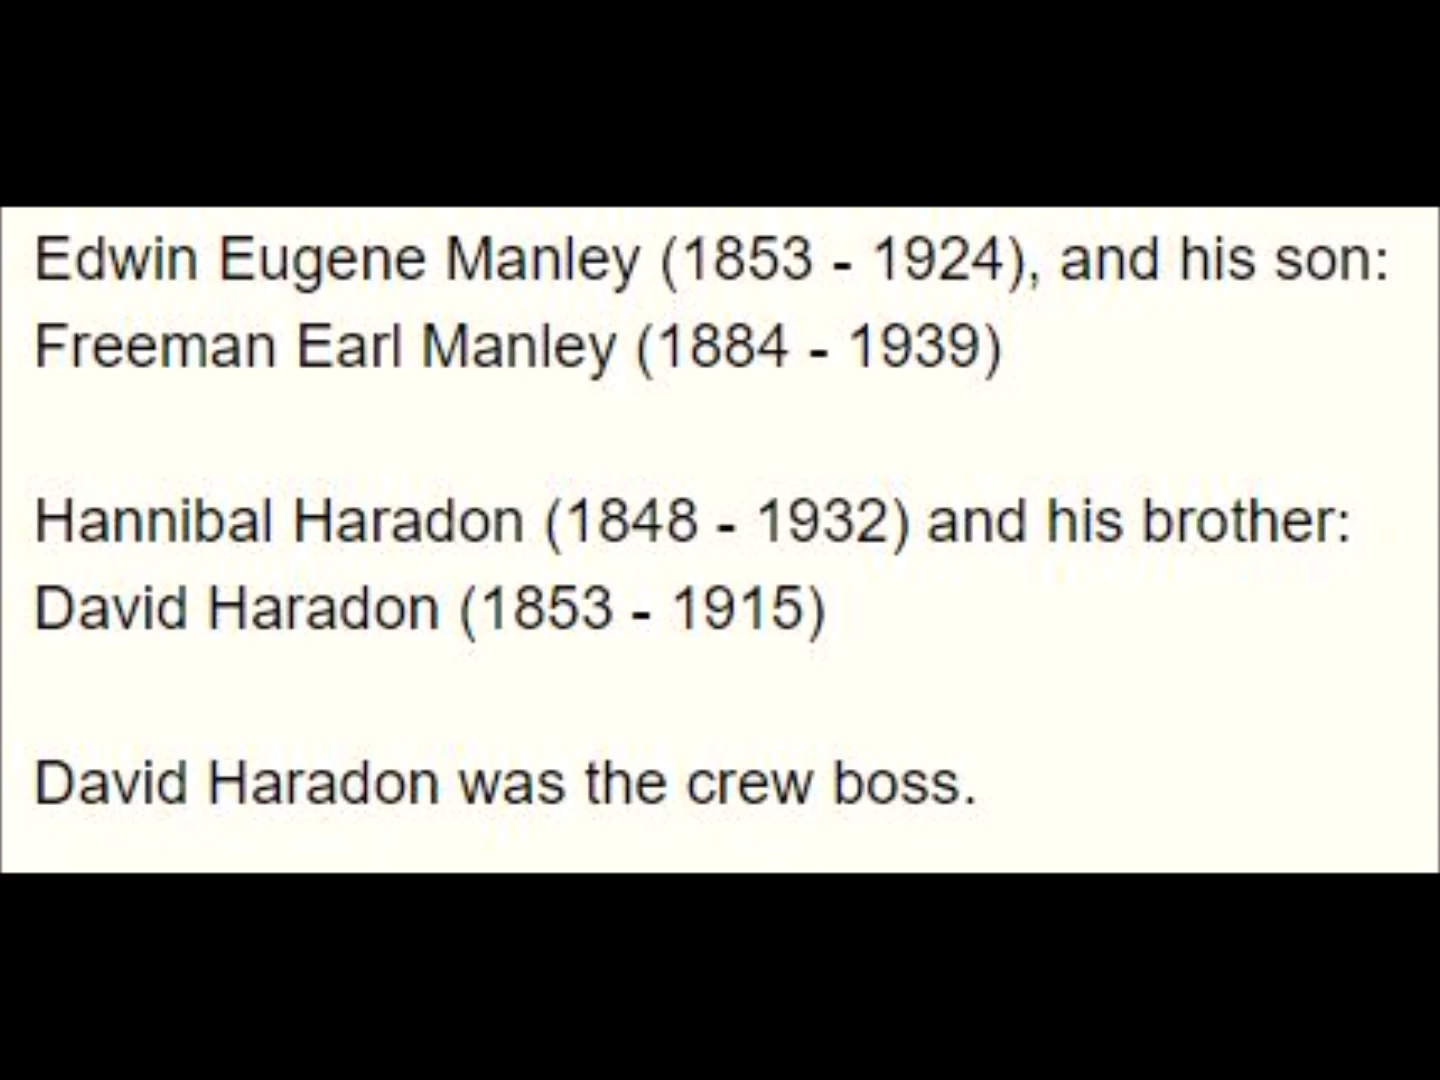 Edwin Eugene Manley (1853 - 1924), and his son:
Freeman Earl Manley (1884 - 1939)
Hannibal Haradon (1848 - 1932) and his brother:
David Haradon (1853 - 1915)
David Haradon was the crew boss.